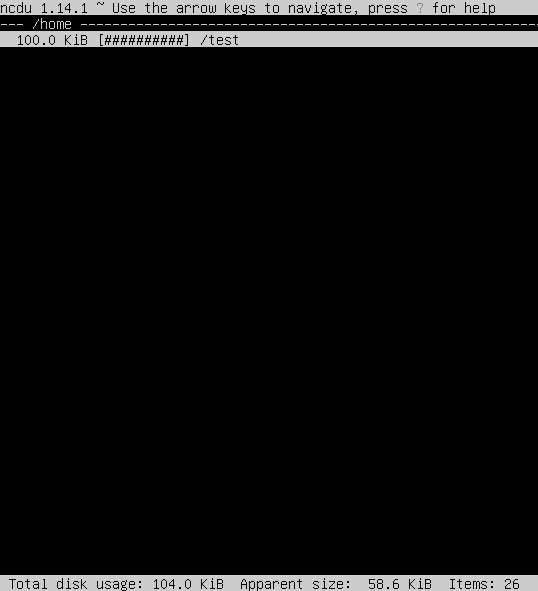 ncdu 1.14.1 ~ Use the arrow keys to navigate, press ? for help
--- /home ---------------------------------------------------------
  100.0 KiB [##########] /test
 Total disk usage: 104.0 KiB  Apparent size:  58.6 KiB  Items: 26